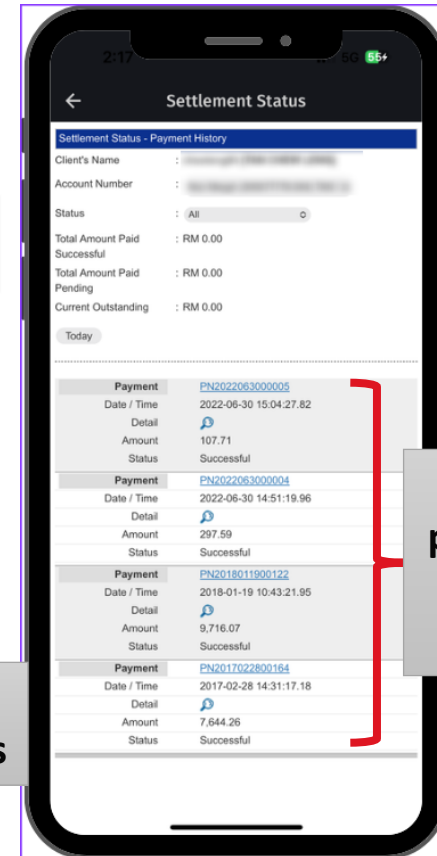 2:17 5G 55
Settlement Status
Settlement Status - Payment History
Client's Name :
Account Number :
Status : All
Total Amount Paid Successful : RM 0.00
Total Amount Paid Pending : RM 0.00
Current Outstanding : RM 0.00
Today
Payment PN2022063000005
Date / Time 2022-06-30 15:04:27.82
Detail
Amount 107.71
Status Successful
Payment PN2022063000004
Date / Time 2022-06-30 14:51:19.96
Detail
Amount 297.59
Status Successful
Payment PN2018011900122
Date / Time 2018-01-19 10:43:21.95
Detail
Amount 9,716.07
Status Successful
Payment PN2017022800164
Date / Time 2017-02-28 14:31:17.18
Detail
Amount 7,644.26
Status Successful